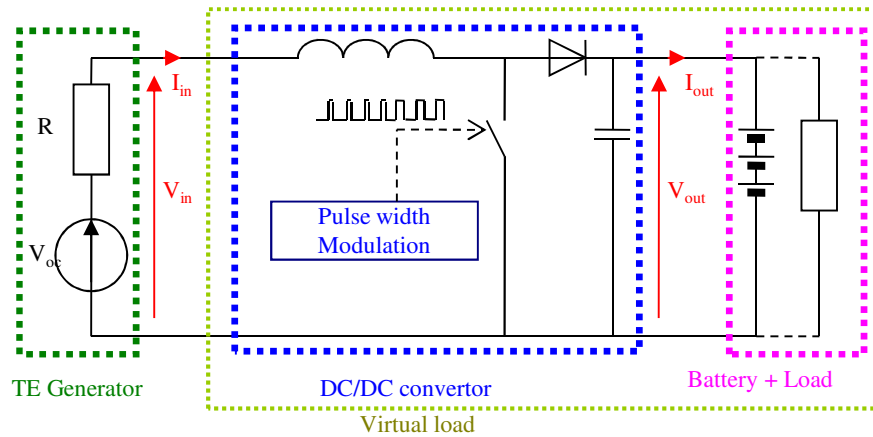 I_in
I_out
R
V_in
V_out
Pulse width
Modulation
V_oc
TE Generator
DC/DC convertor
Battery + Load
Virtual load